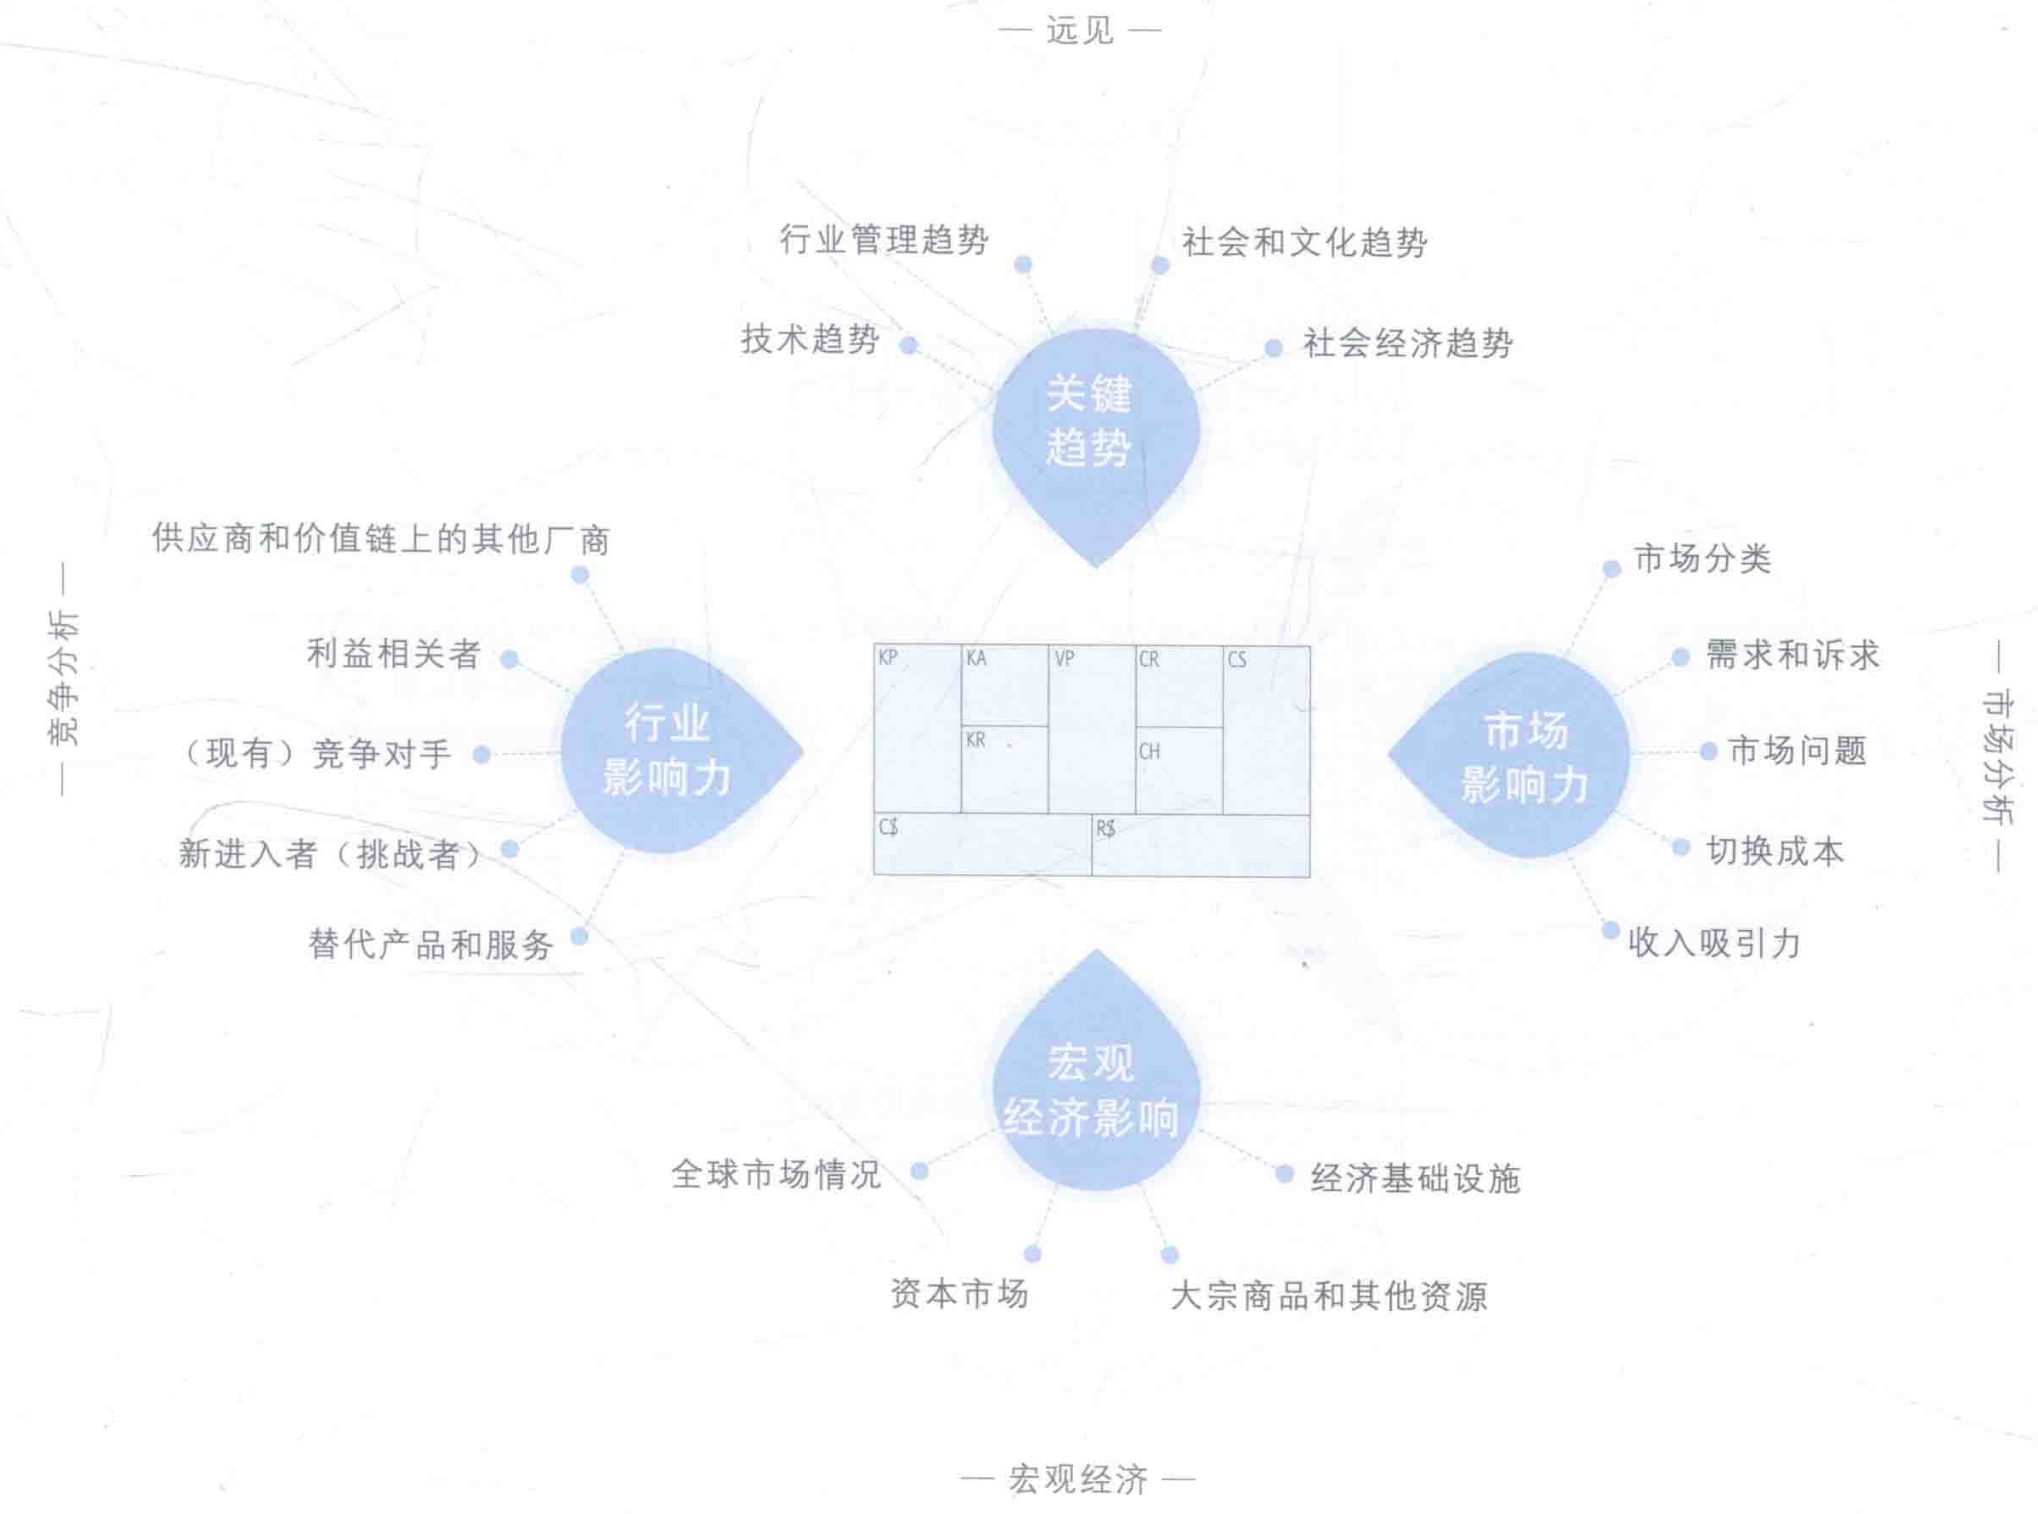 — 远见 —
行业管理趋势
社会和文化趋势
技术趋势
社会经济趋势
关键
趋势
供应商和价值链上的其他厂商
利益相关者
（现有）竞争对手
新进入者（挑战者）
替代产品和服务
行业
影响力
— 竞争分析 —
KP
KA
VP
CR
CS
KR
CH
C$
R$
市场分类
需求和诉求
市场问题
切换成本
收入吸引力
市场
影响力
— 市场分析 —
宏观
经济影响
全球市场情况
经济基础设施
资本市场
大宗商品和其他资源
— 宏观经济 —